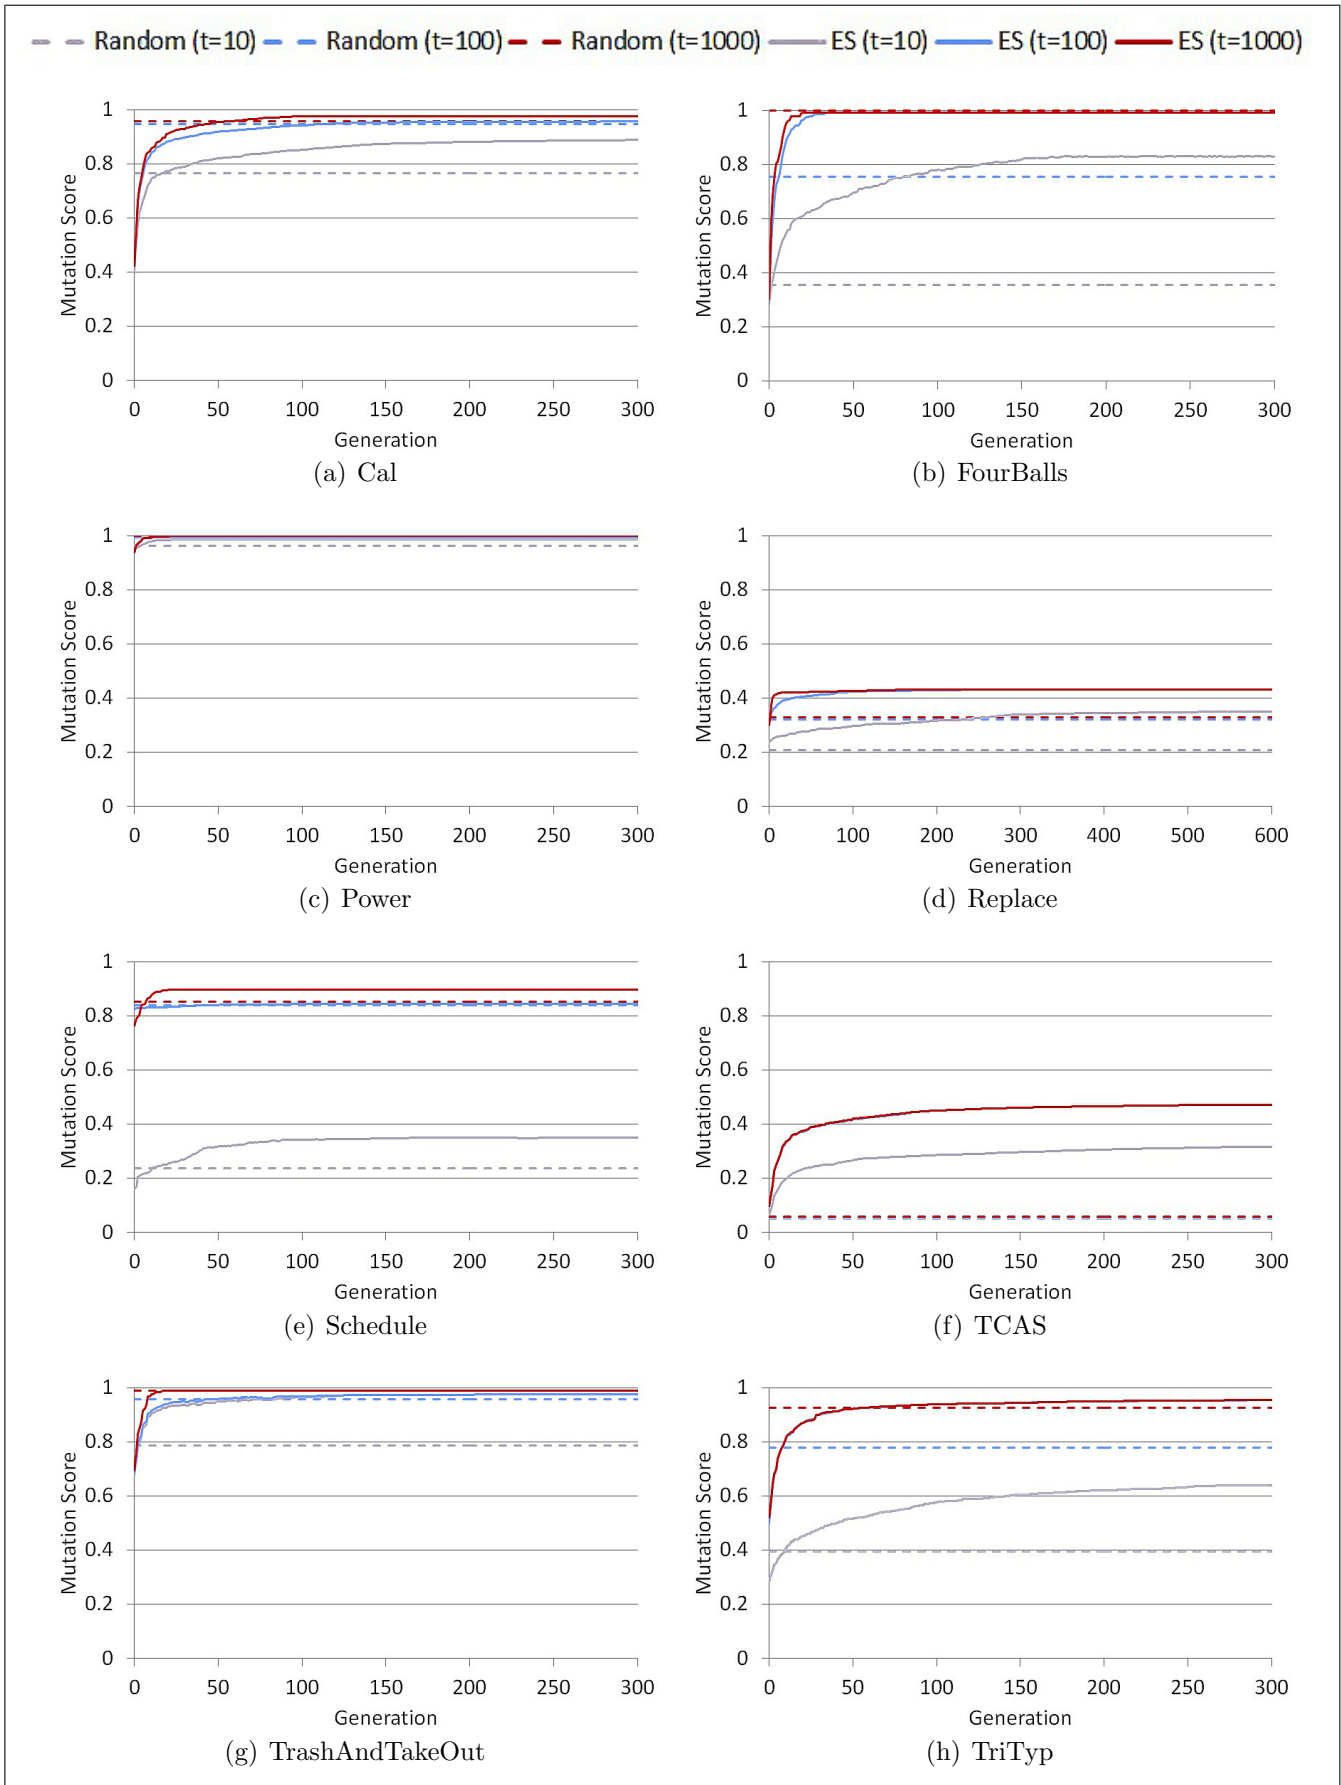 Random (t=10) Random (t=100) Random (t=1000) ES (t=10) ES (t=100) ES (t=1000)
Mutation Score
1
0.8
0.6
0.4
0.2
0
0 50 100 150 200 250 300
Generation
(a) Cal
Mutation Score
1
0.8
0.6
0.4
0.2
0
0 50 100 150 200 250 300
Generation
(b) FourBalls
Mutation Score
1
0.8
0.6
0.4
0.2
0
0 50 100 150 200 250 300
Generation
(c) Power
Mutation Score
1
0.8
0.6
0.4
0.2
0
0 100 200 300 400 500 600
Generation
(d) Replace
Mutation Score
1
0.8
0.6
0.4
0.2
0
0 50 100 150 200 250 300
Generation
(e) Schedule
Mutation Score
1
0.8
0.6
0.4
0.2
0
0 50 100 150 200 250 300
Generation
(f) TCAS
Mutation Score
1
0.8
0.6
0.4
0.2
0
0 50 100 150 200 250 300
Generation
(g) TrashAndTakeOut
Mutation Score
1
0.8
0.6
0.4
0.2
0
0 50 100 150 200 250 300
Generation
(h) TriTyp